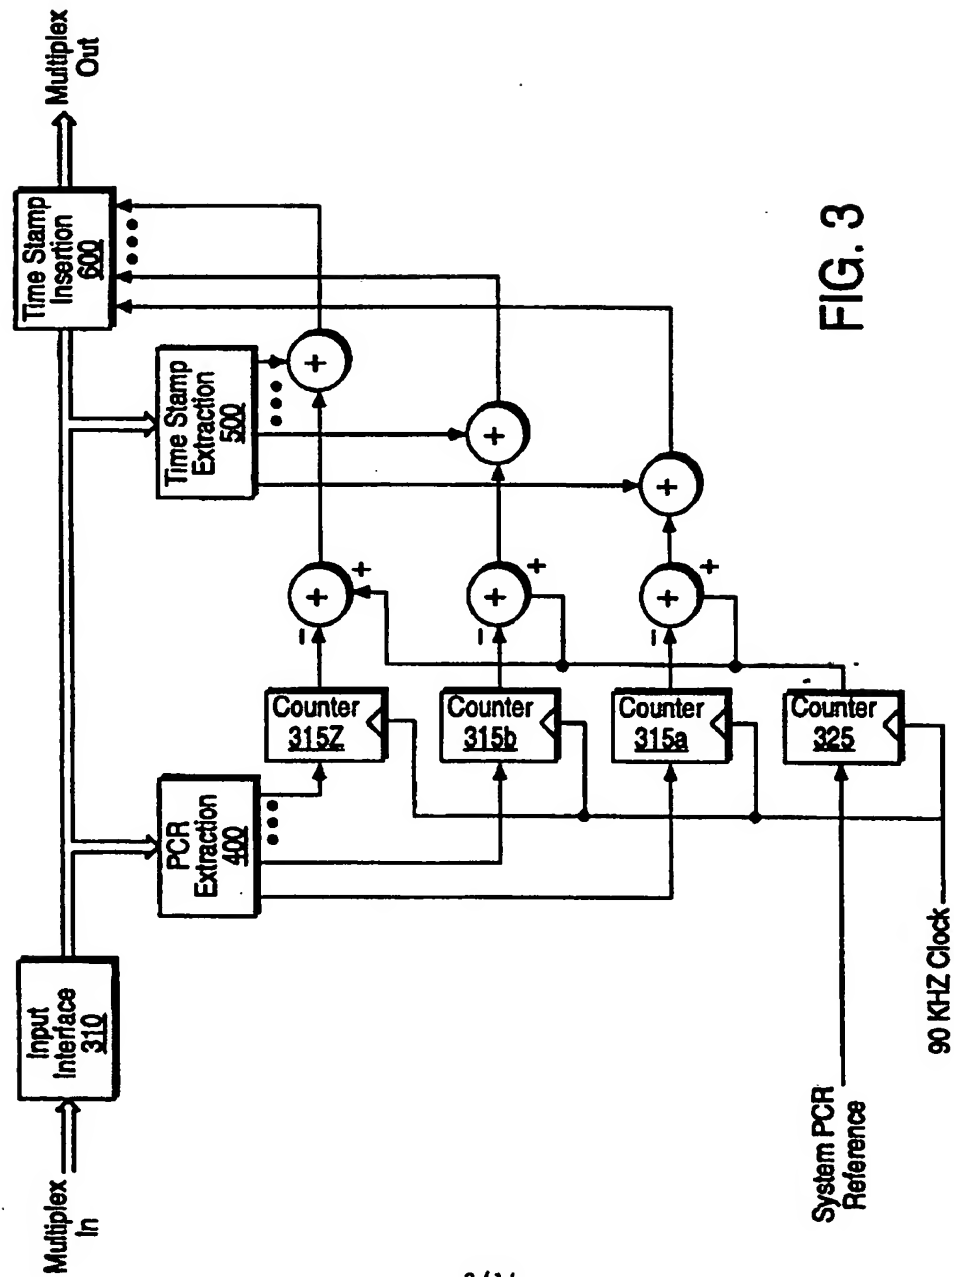 Multiplex
In
Input
Interface
310
PCR
Extraction
400
Time Stamp
Extraction
500
Time Stamp
Insertion
600
Multiplex
Out
Counter
315Z
-
+
+
+
Counter
315b
-
+
+
+
Counter
315a
-
+
+
+
Counter
325
System PCR
Reference
90 KHZ Clock
FIG. 3